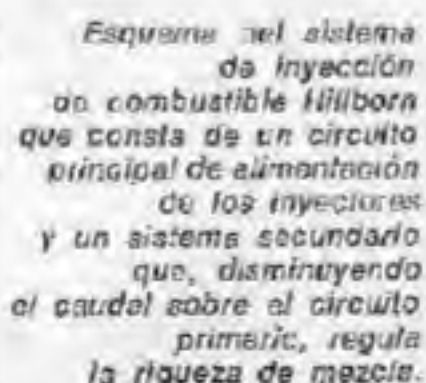 Esquema del sistema
de inyección
de combustible Hillborn
que consta de un circuito
principal de alimentación
de los inyectores
y un sistema secundario
que, disminuyendo
el caudal sobre el circuito
primario, regula
la riqueza de mezcla.